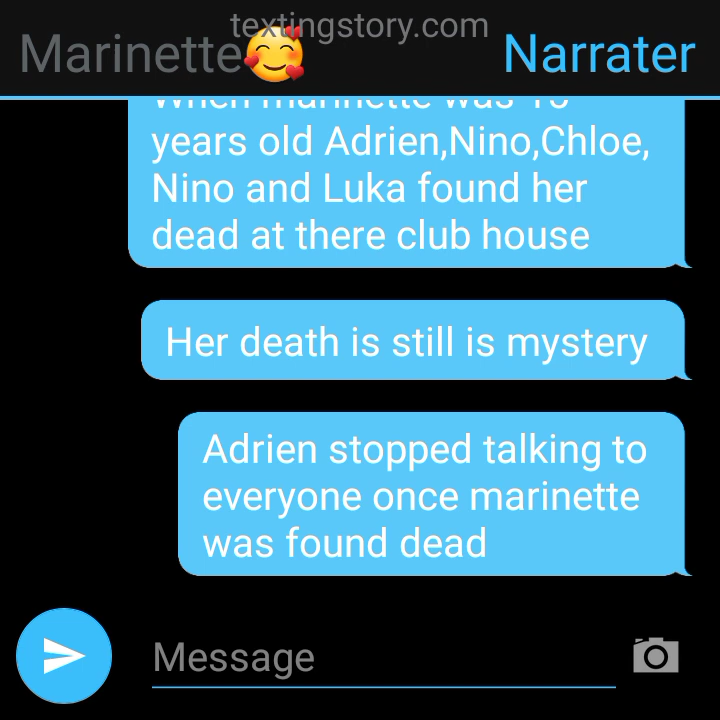 textingstory.com
Marinette🥰
Narrater
When marinette was
years old Adrien,Nino,Chloe,
Nino and Luka found her
dead at there club house
Her death is still is mystery
Adrien stopped talking to
everyone once marinette
was found dead
Message